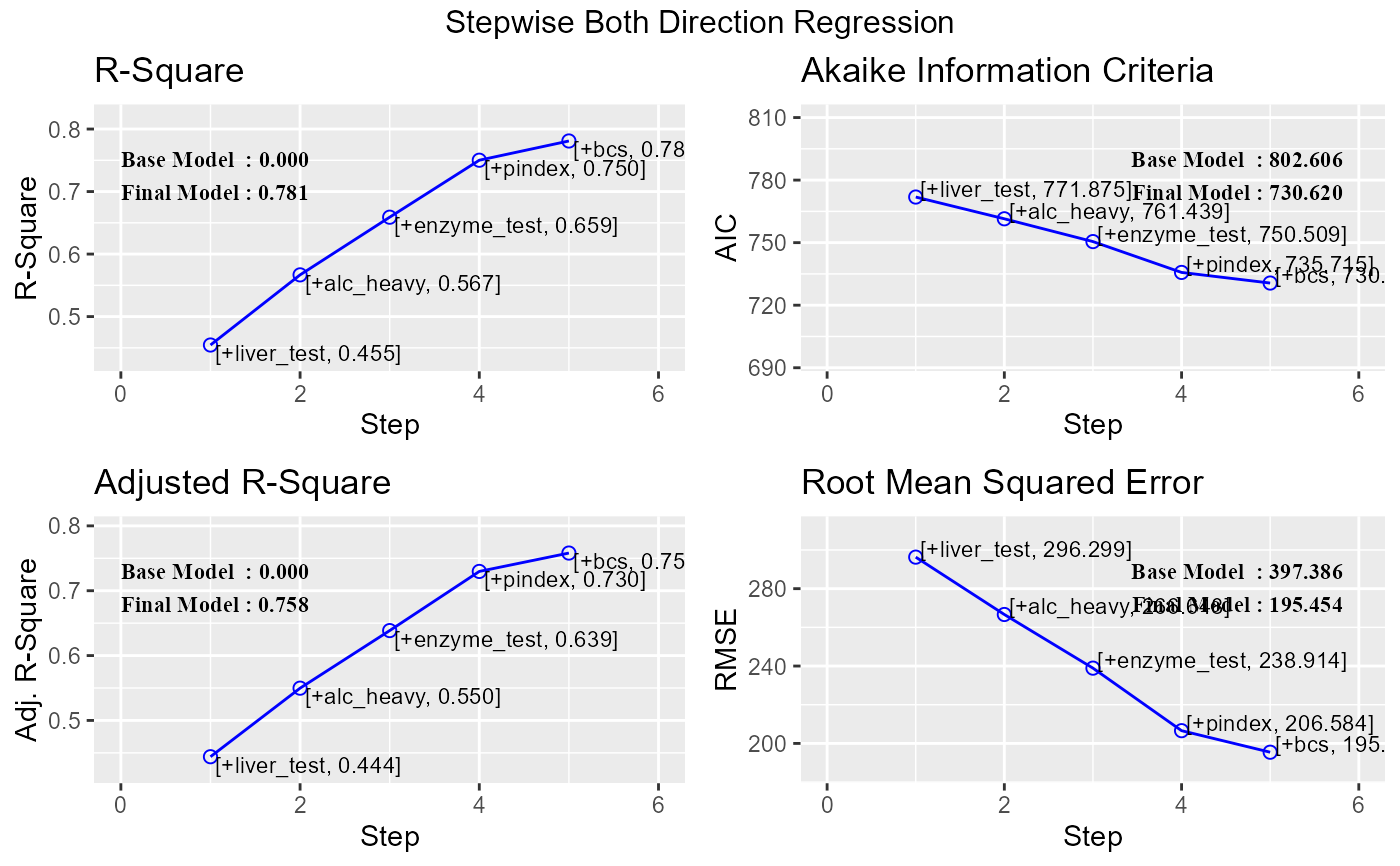 Stepwise Both Direction Regression
R-Square
0.8
0.7
0.6
0.5
R-Square
Base Model : 0.000
Final Model : 0.781
[+liver_test, 0.455]
[+alc_heavy, 0.567]
[+enzyme_test, 0.659]
[+pindex, 0.750]
[+bcs, 0.78
0 2 4 6
Step
Akaike Information Criteria
810
780
750
720
690
AIC
Base Model : 802.606
Final Model : 730.620
[+liver_test, 771.875]
[+alc_heavy, 761.439]
[+enzyme_test, 750.509]
[+pindex, 735.715]
[+bcs, 730.
0 2 4 6
Step
Adjusted R-Square
0.8
0.7
0.6
0.5
Adj. R-Square
Base Model : 0.000
Final Model : 0.758
[+liver_test, 0.444]
[+alc_heavy, 0.550]
[+enzyme_test, 0.639]
[+pindex, 0.730]
[+bcs, 0.75
0 2 4 6
Step
Root Mean Squared Error
280
240
200
RMSE
Base Model : 397.386
Final Model : 195.454
[+liver_test, 296.299]
[+alc_heavy,
[+enzyme_test, 238.914]
[+pindex, 206.584]
[+bcs, 195.
0 2 4 6
Step